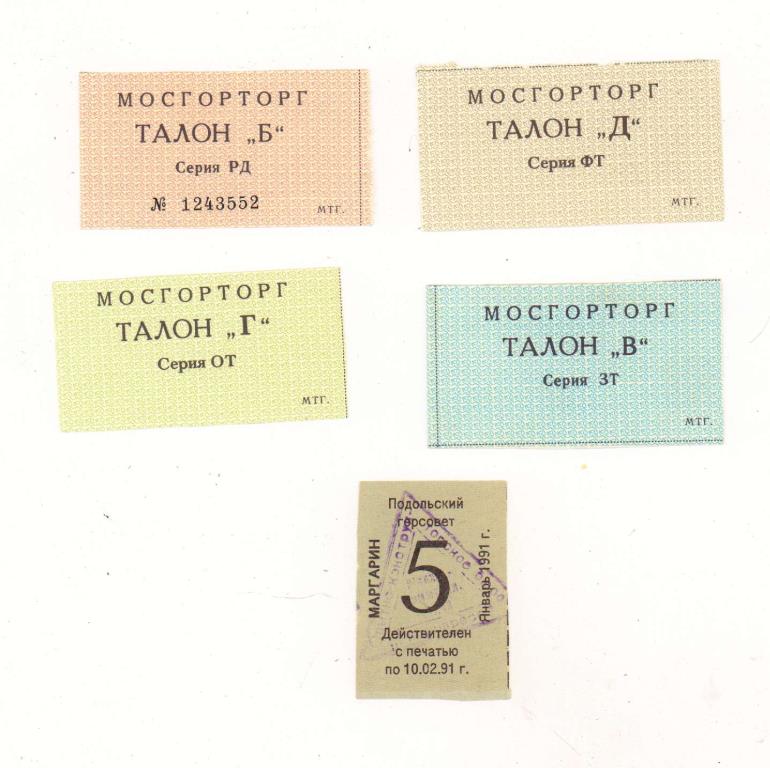 МОСГОРТОРГ
ТАЛОН „Б“
Серия РД
№ 1243552
МТГ.
МОСГОРТОРГ
ТАЛОН „Д“
Серия ФТ
МТГ.
МОСГОРТОРГ
ТАЛОН „Г“
Серия ОТ
МТГ.
МОСГОРТОРГ
ТАЛОН „В“
Серия ЗТ
МТГ.
Подольский
горсовет
МАРГАРИН
5
Январь 1991 г.
Действителен
с печатью
по 10.02.91 г.